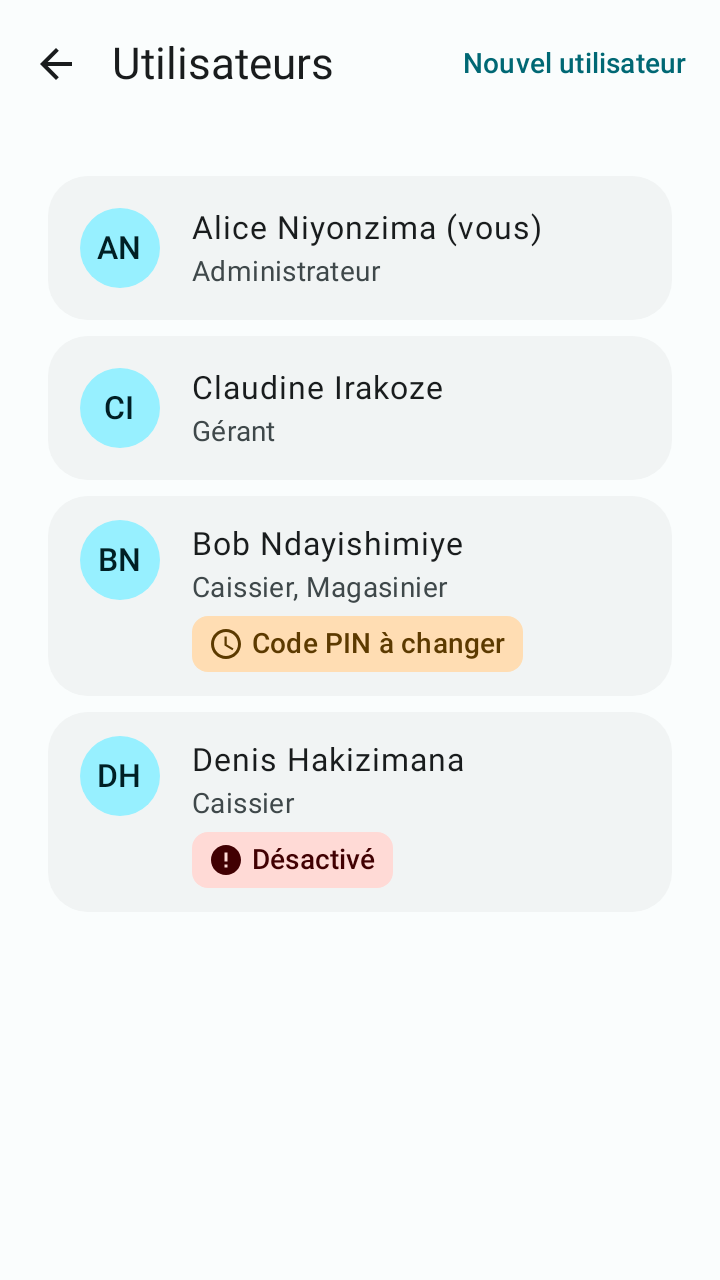 Utilisateurs
Nouvel utilisateur
AN
Alice Niyonzima (vous)
Administrateur
CI
Claudine Irakoze
Gérant
BN
Bob Ndayishimiye
Caissier, Magasinier
Code PIN à changer
DH
Denis Hakizimana
Caissier
Désactivé